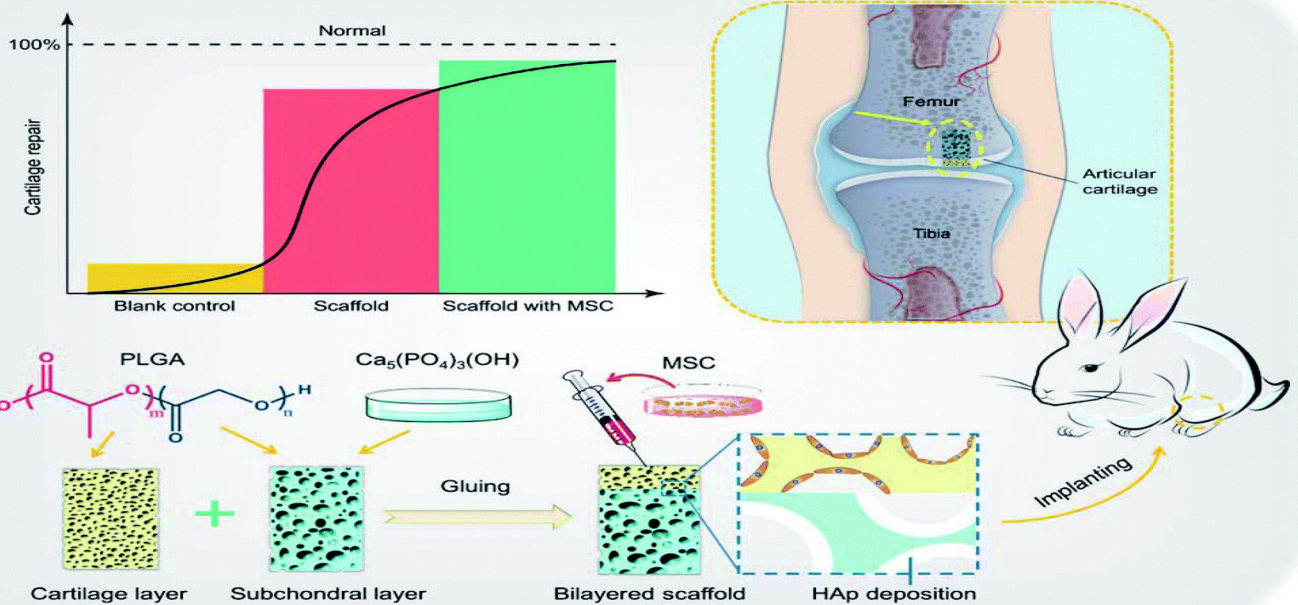 100%
Normal
Cartilage repair
Blank control
Scaffold
Scaffold with MSC
Femur
Articular
cartilage
Tibia
PLGA
Ca₅(PO₄)₃(OH)
MSC
O
O
m
O
O
n
H
O
Gluing
Implanting
Cartilage layer
Subchondral layer
Bilayered scaffold
HAp deposition